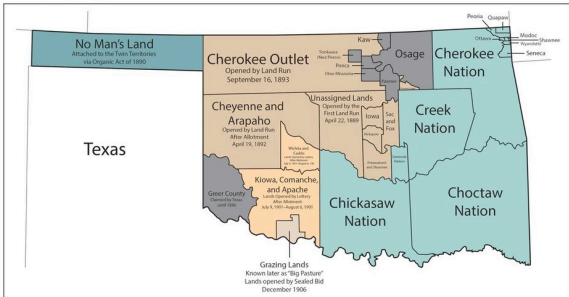 No Man's Land
Attached to the Twin Territories
via Organic Act of 1890
Cherokee Outlet
Opened by Land Run
September 16, 1893
Kaw
Tonkawa
(Nez Perce)
Ponca
Otoe-Missouria
Pawnee
Osage
Cherokee
Nation
Peoria
Quapaw
Ottawa
Modoc
Shawnee
Wyandotte
Seneca
Cheyenne and
Arapaho
Opened by Land Run
After Allotment
April 19, 1892
Unassigned Lands
Opened by the
First Land Run
April 22, 1889
Iowa
Kickapoo
Sac
and
Fox
Creek
Nation
Texas
Wichita and
Caddo
Pottawatomie and Shawnee
Seminole
Nation
Greer County
Claimed by Texas
until 1896
Kiowa, Comanche,
and Apache
Lands Opened by Lottery
After Allotment
July 9, 1901–August 6, 1901
Chickasaw
Nation
Choctaw
Nation
Grazing Lands
Known later as "Big Pasture"
Lands opened by Sealed Bid
December 1906